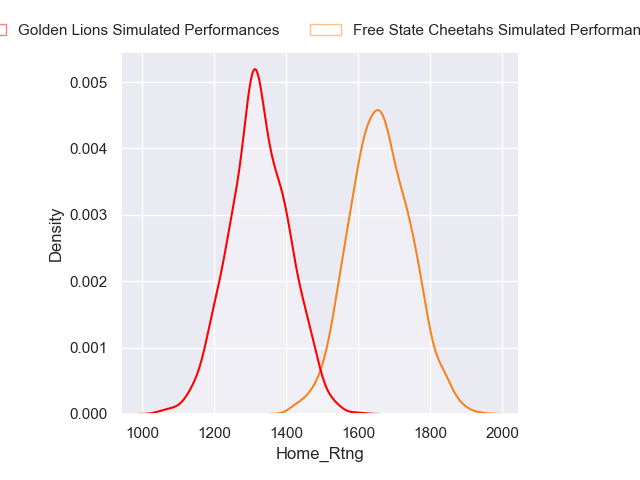 Golden Lions Simulated Performances
Free State Cheetahs Simulated Performan
0.005
0.004
0.003
0.002
0.001
0.000
Density
1000 1200 1400 1600 1800 2000
Home_Rtng